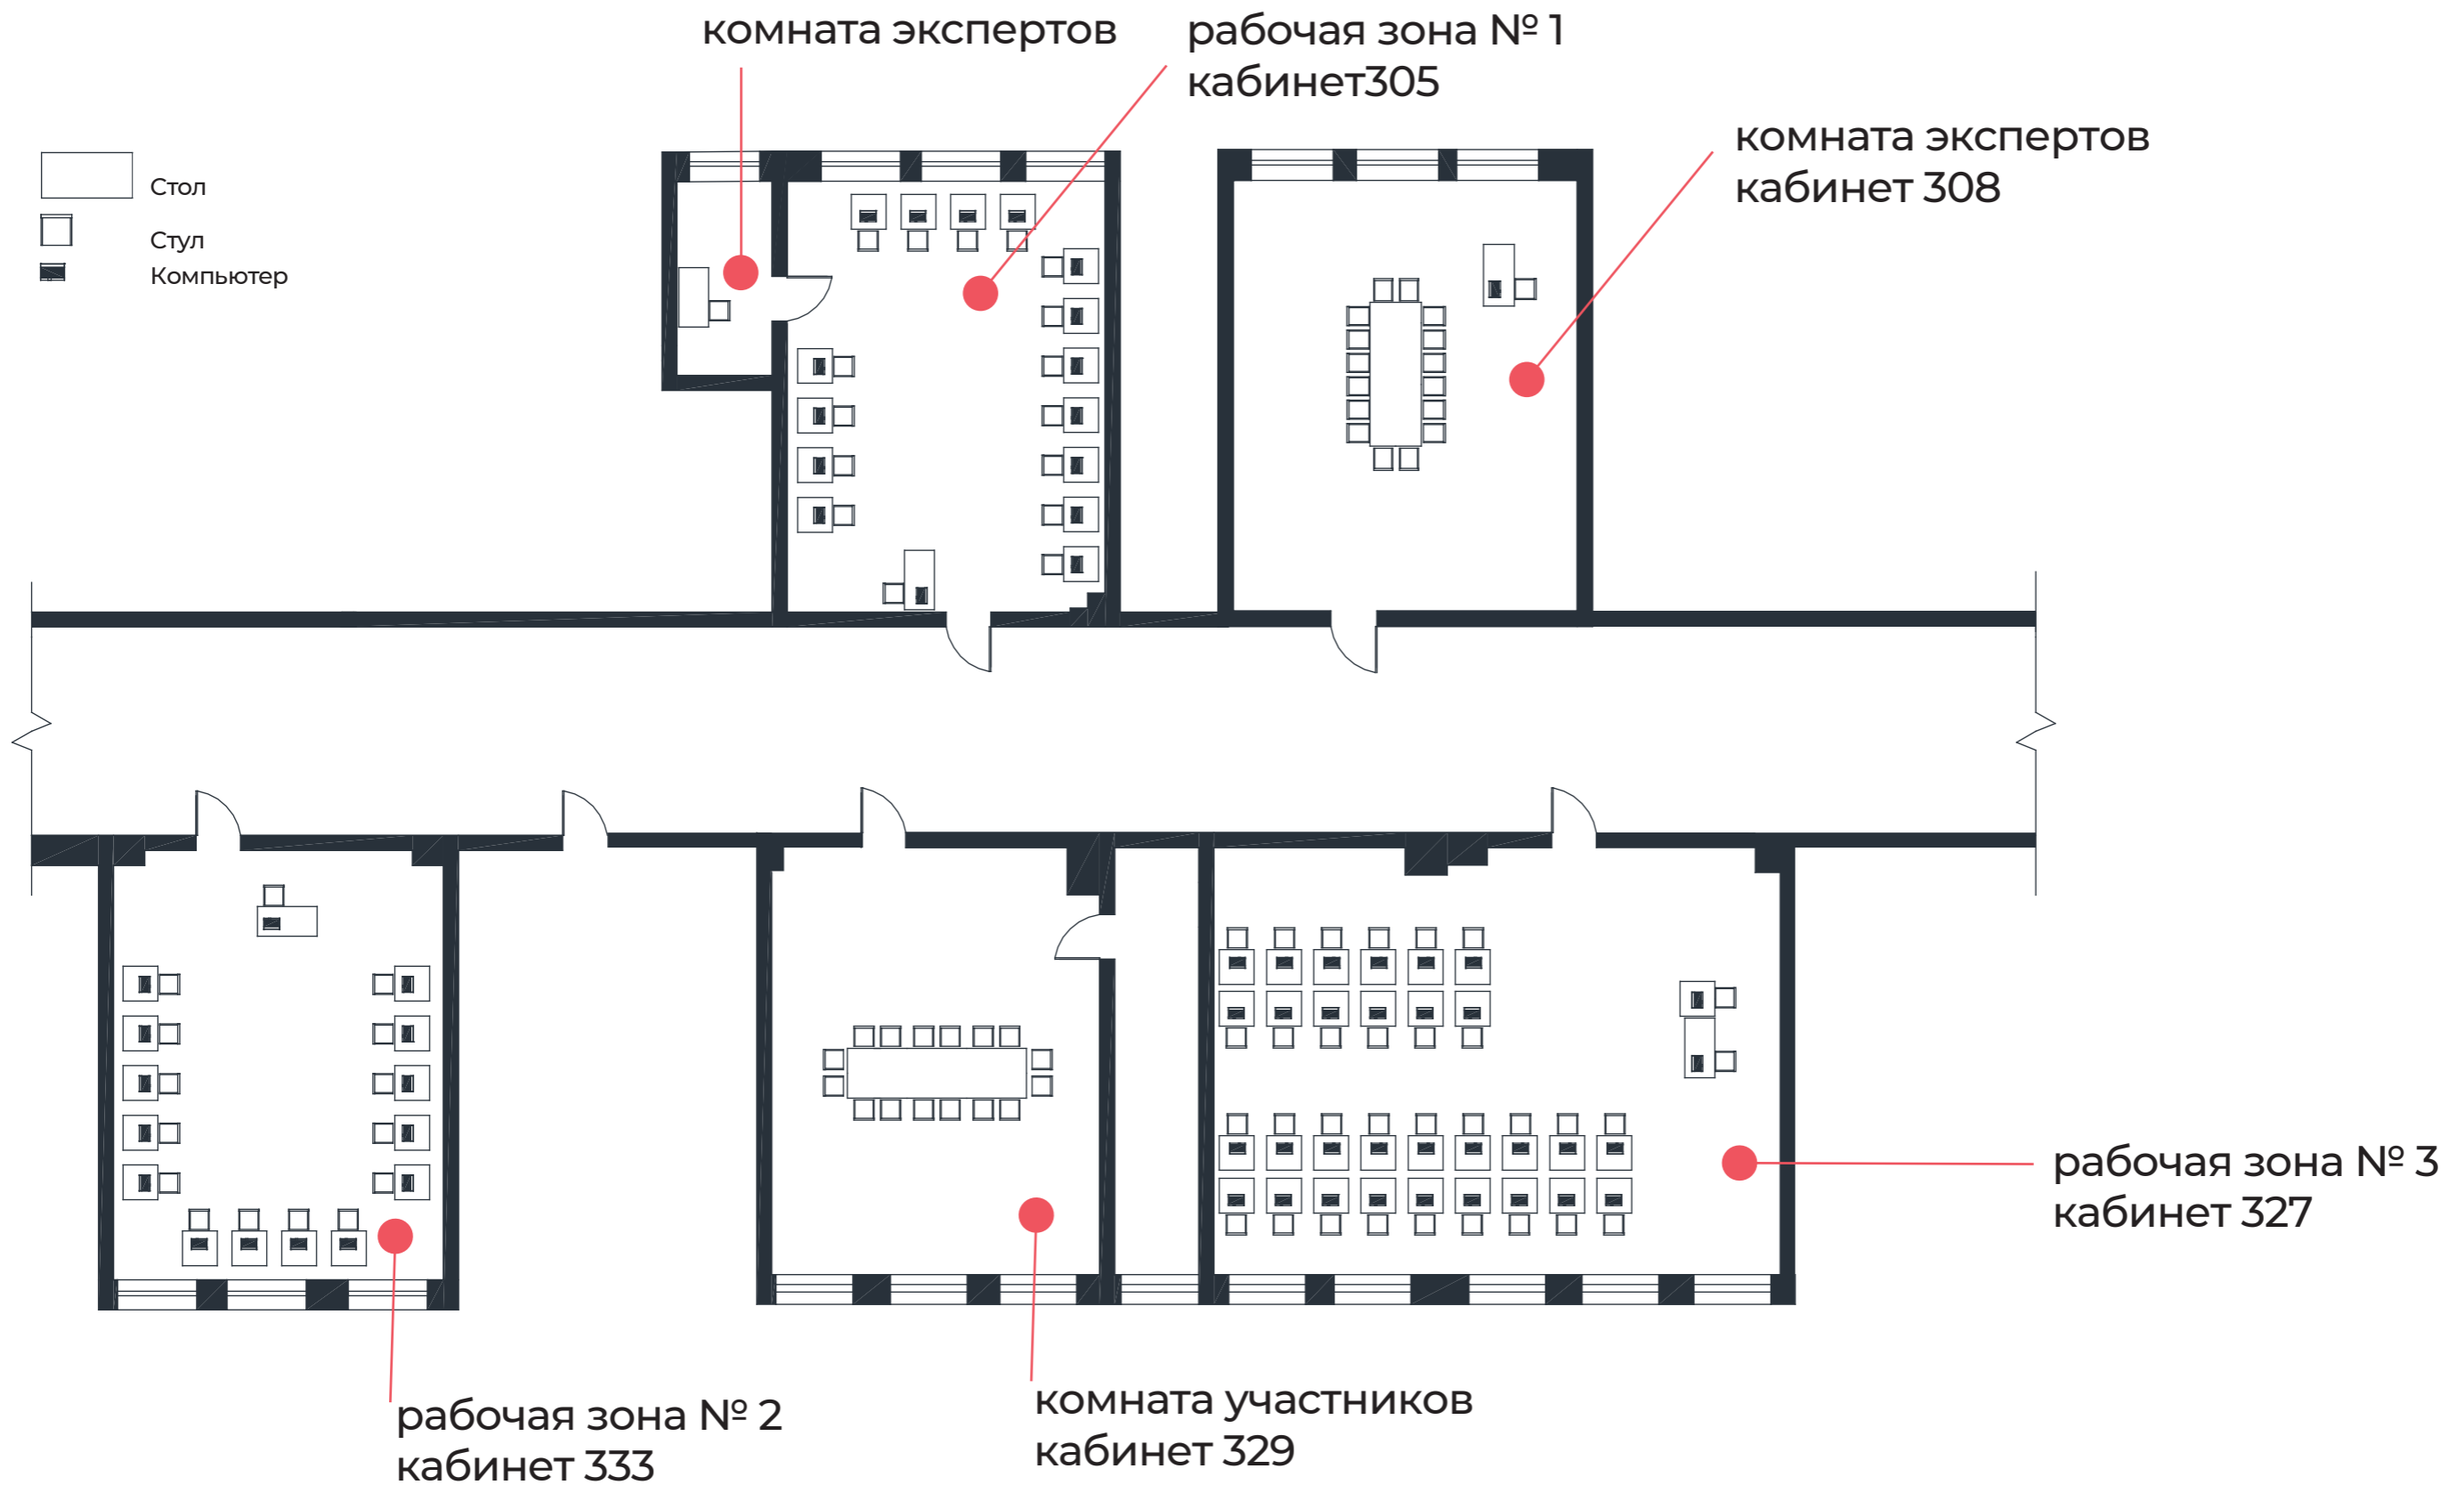 комната экспертов
рабочая зона № 1
кабинет305
комната экспертов
кабинет 308
Стол
Стул
Компьютер
рабочая зона № 3
кабинет 327
комната участников
кабинет 329
рабочая зона № 2
кабинет 333